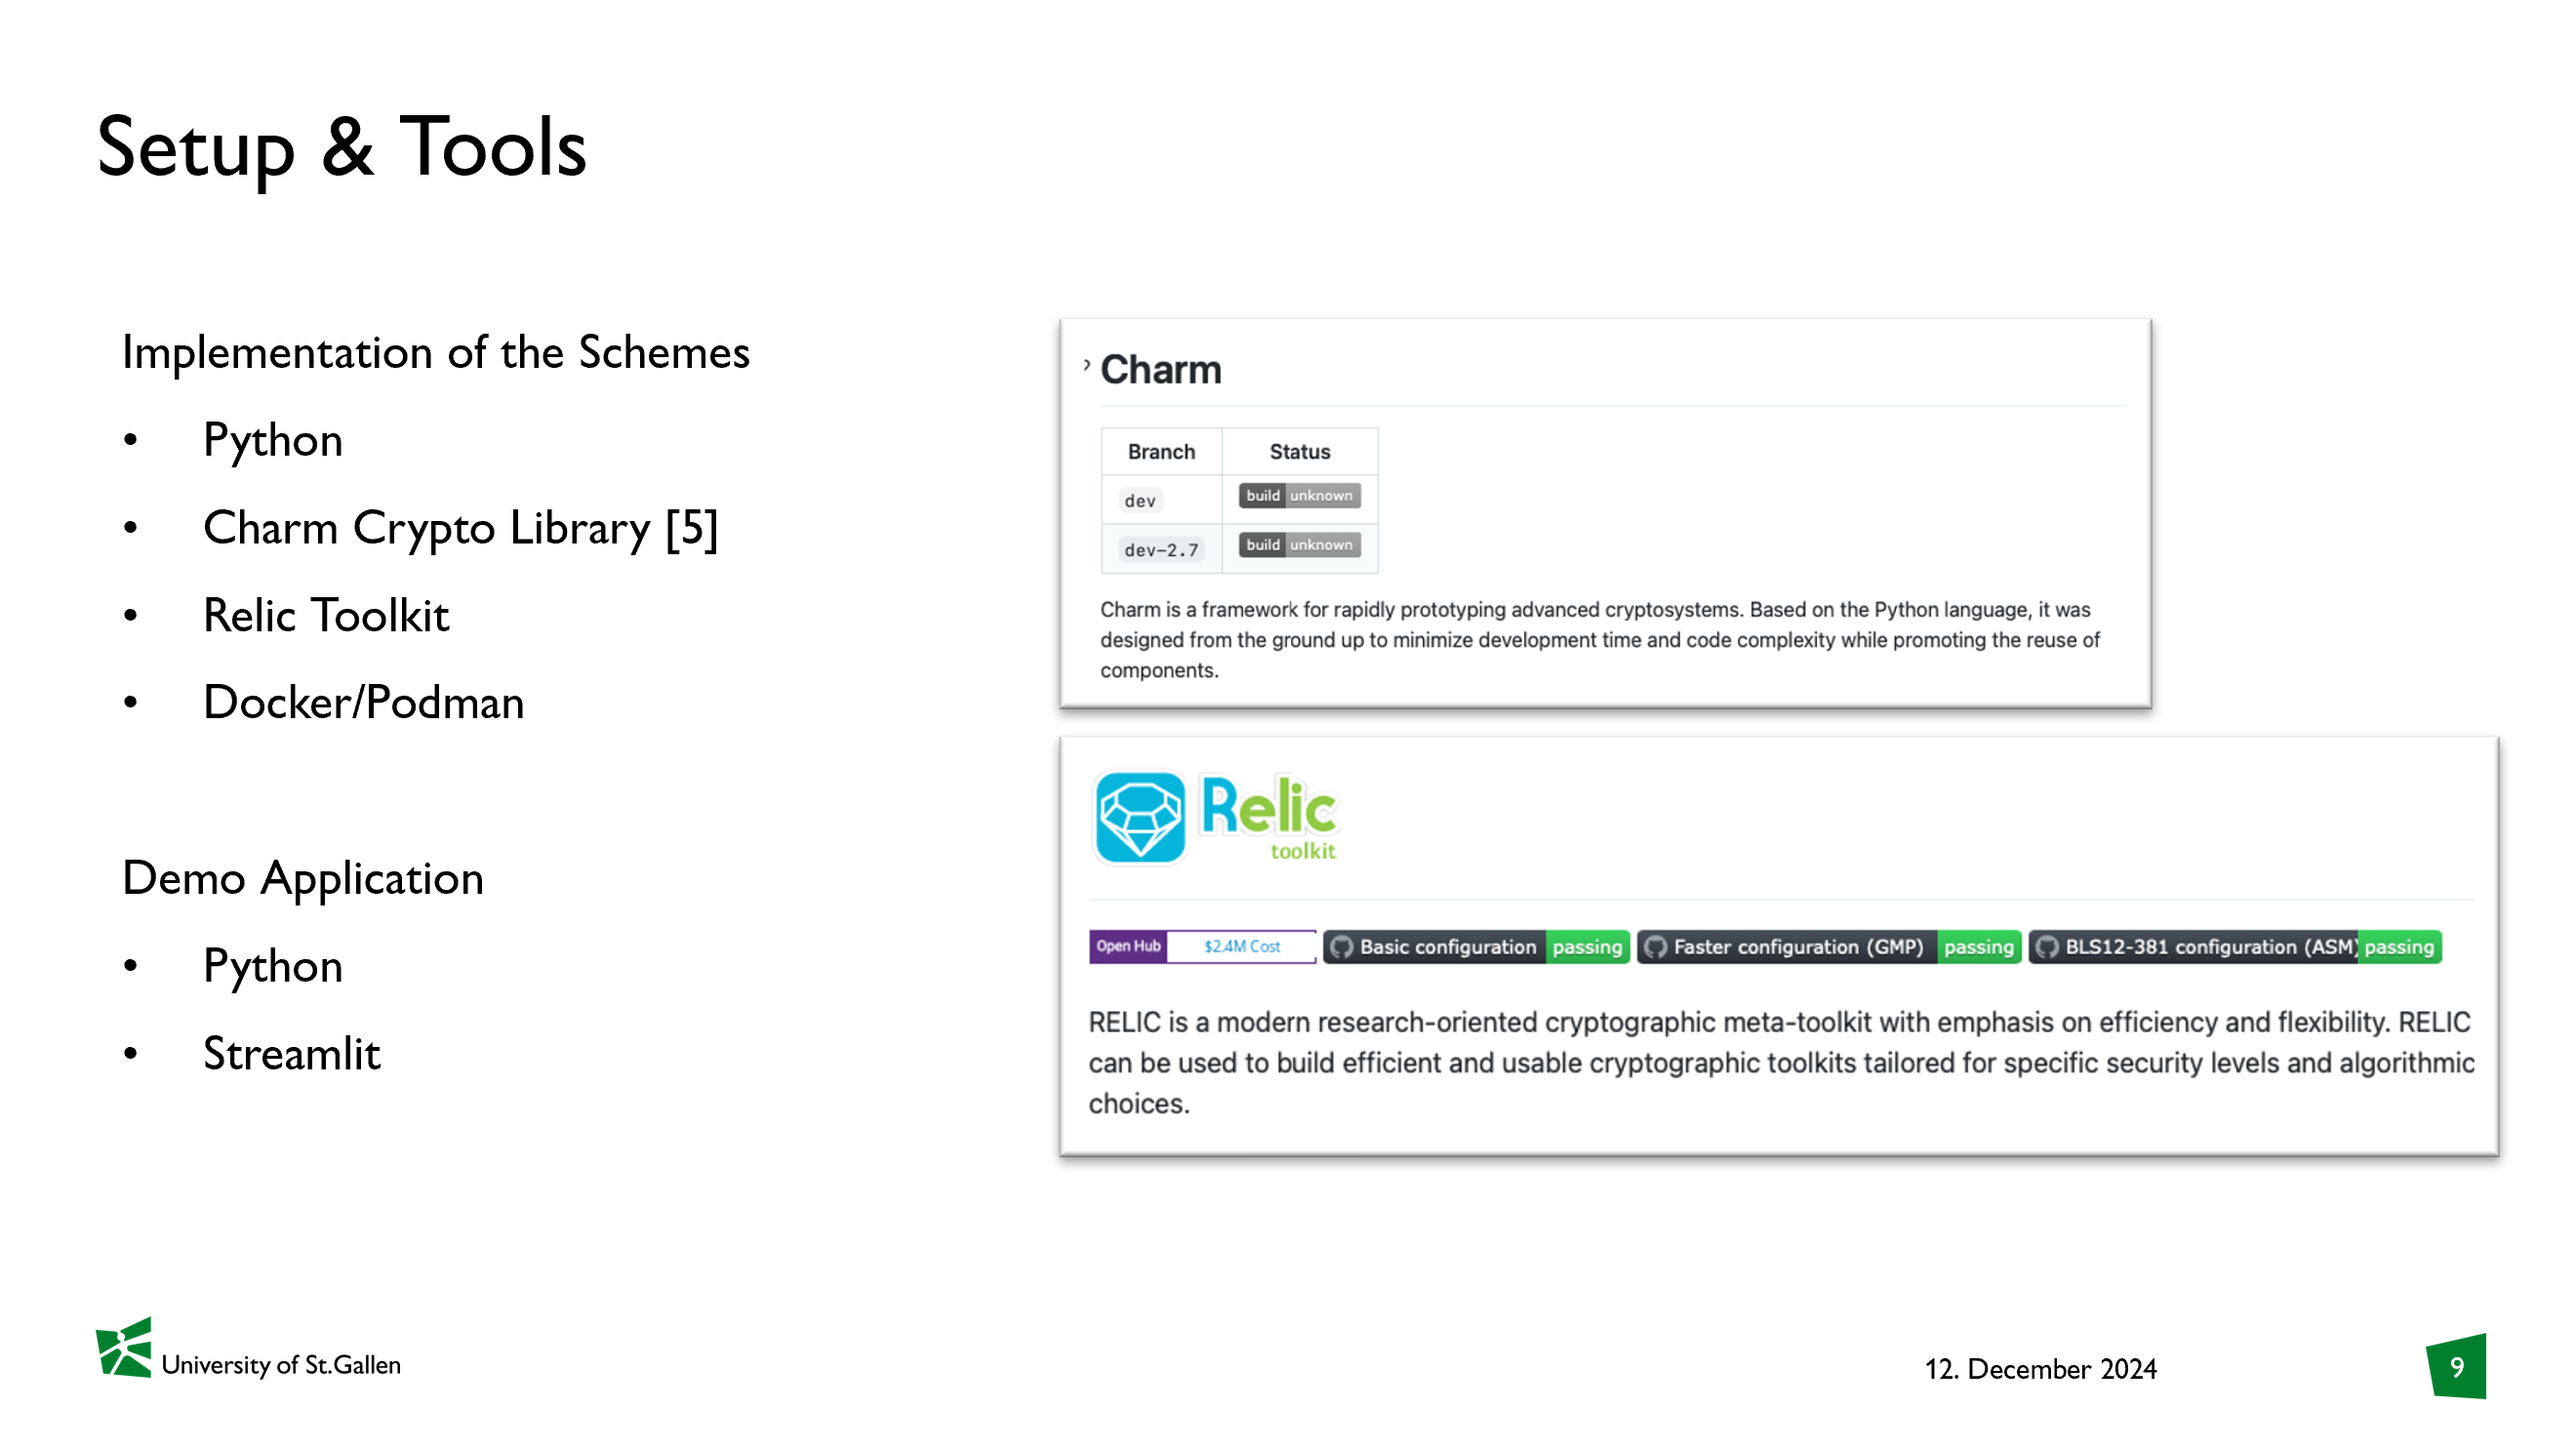 Setup & Tools
Implementation of the Schemes
• Python
• Charm Crypto Library [5]
• Relic Toolkit
• Docker/Podman
Demo Application
• Python
• Streamlit
Charm
Branch Status
dev build unknown
dev-2.7 build unknown
Charm is a framework for rapidly prototyping advanced cryptosystems. Based on the Python language, it was
designed from the ground up to minimize development time and code complexity while promoting the reuse of
components.
Relic
toolkit
Open Hub $2.4M Cost Basic configuration passing Faster configuration (GMP) passing BLS12-381 configuration (ASM) passing
RELIC is a modern research-oriented cryptographic meta-toolkit with emphasis on efficiency and flexibility. RELIC
can be used to build efficient and usable cryptographic toolkits tailored for specific security levels and algorithmic
choices.
University of St.Gallen
12. December 2024
9